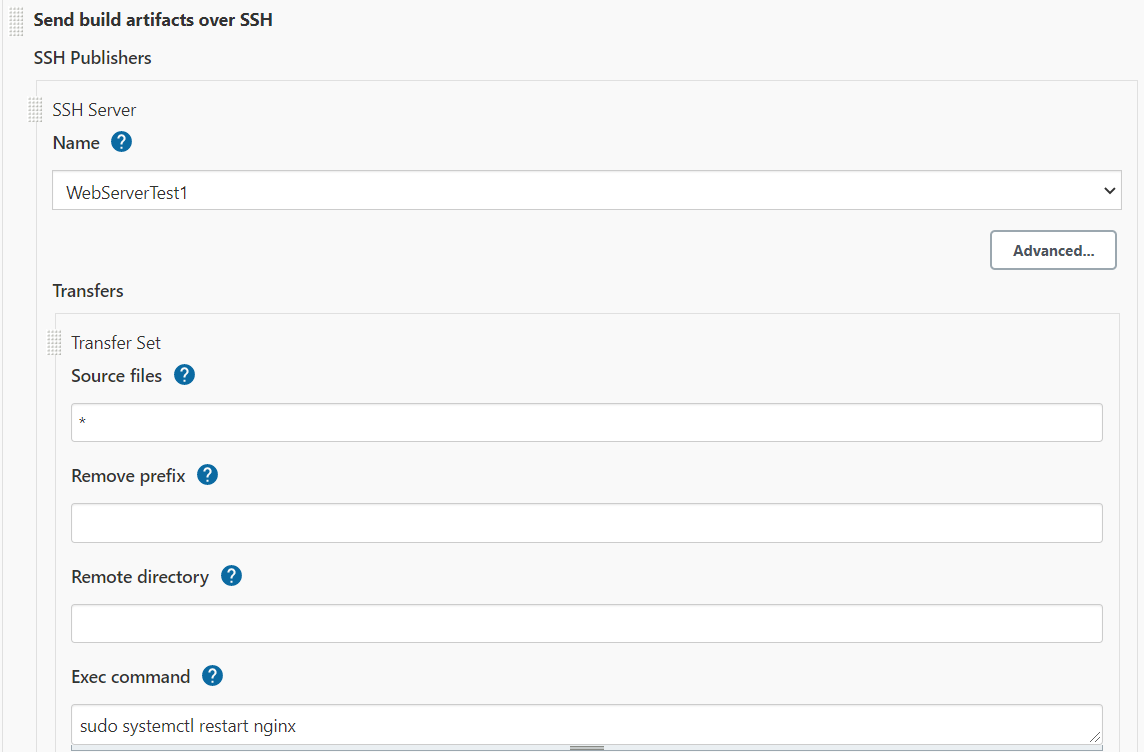 Send build artifacts over SSH
SSH Publishers
SSH Server
Name ?
WebServerTest1
Advanced...
Transfers
Transfer Set
Source files ?
*
Remove prefix ?
Remote directory ?
Exec command ?
sudo systemctl restart nginx